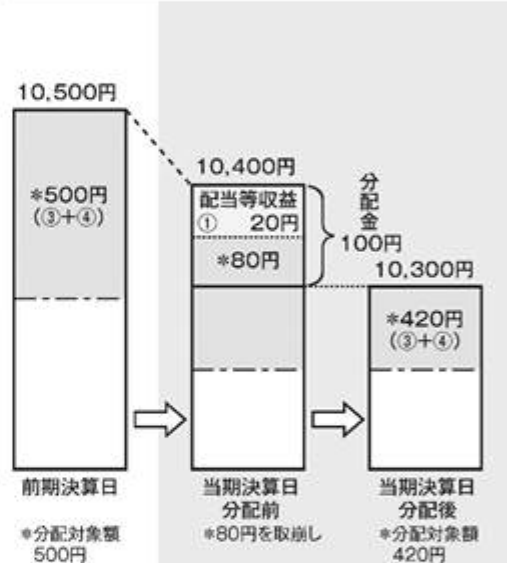 10,500円
*500円
(③+④)
前期決算日
*分配対象額
500円
10,400円
配当等収益
① 20円
*80円
分配金
100円
当期決算日
分配前
*80円を取崩し
10,300円
*420円
(③+④)
当期決算日
分配後
*分配対象額
420円